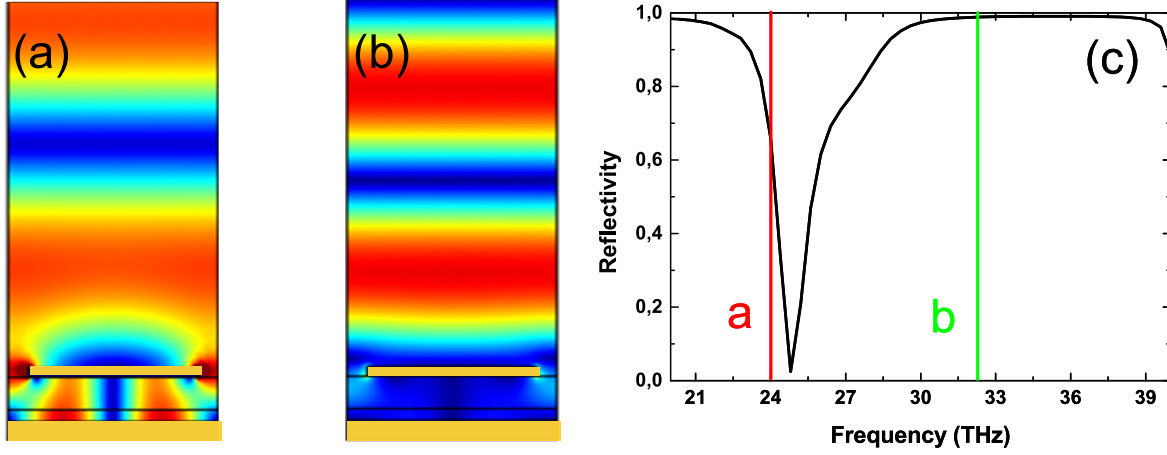 (a)
(b)
(c)
1,0
0,8
0,6
0,4
0,2
0,0
Reflectivity
a
b
21 24 27 30 33 36 39
Frequency (THz)